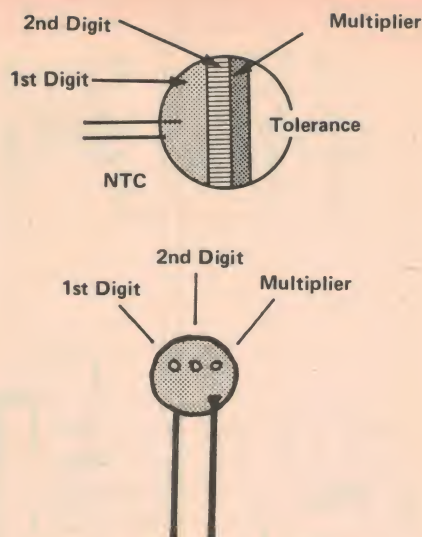 2nd Digit
Multiplier
1st Digit
Tolerance
NTC
2nd Digit
1st Digit
Multiplier